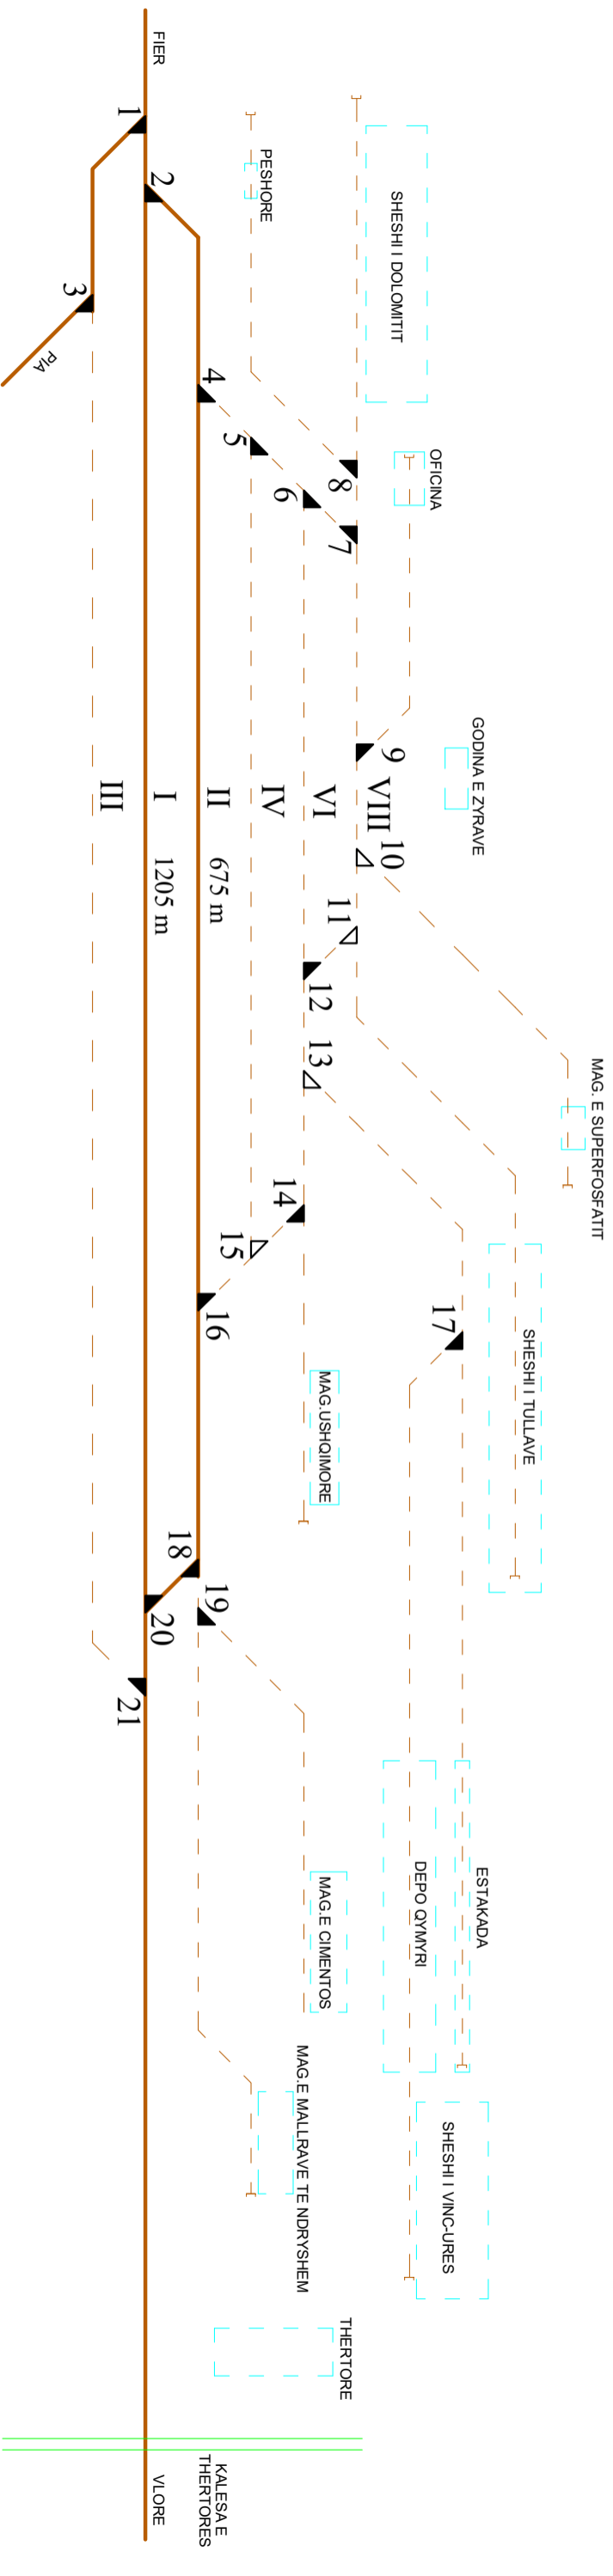 FIER
1
2
3
PIA
PESHORE
SHESHI I DOLOMITIT
4
5
6
7
8
OFICINA
9
GODINA E ZYRAVE
10
11
12
13
VIII
VI
IV
II
I
III
675 m
1205 m
MAG. E SUPERFOSFATIT
14
15
16
17
SHESHI I TULLAVE
MAG.USHQIMORE
18
19
20
21
ESTAKADA
DEPO QYMYRI
MAG.E CIMENTOS
SHESHI I VINC-URES
MAG.E MALLRAVE TE NDRYSHEM
THERTORE
KALESA E
THERTORES
VLORE